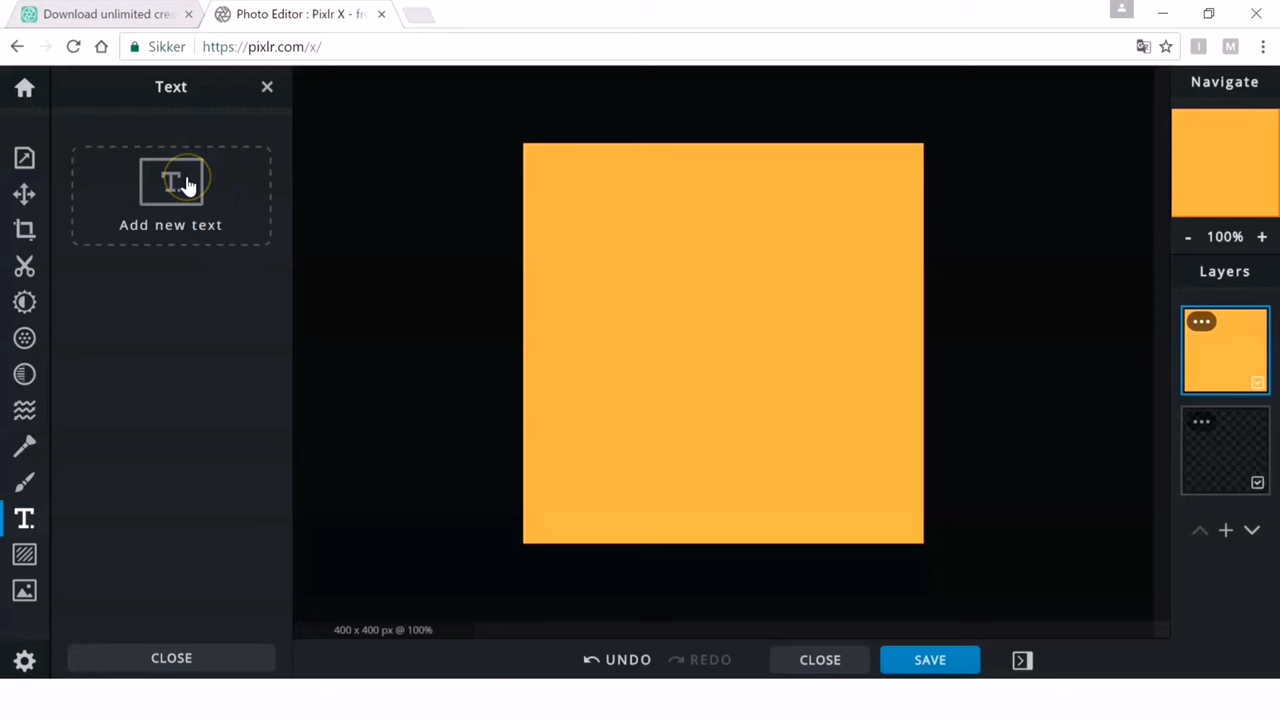 Download unlimited cre
Photo Editor : Pixlr X - fr
Sikker
https://pixlr.com/x/
I
M
Text
Navigate
T.
Add new text
- 100% +
Layers
T.
400 x 400 px @ 100%
CLOSE
UNDO
REDO
CLOSE
SAVE